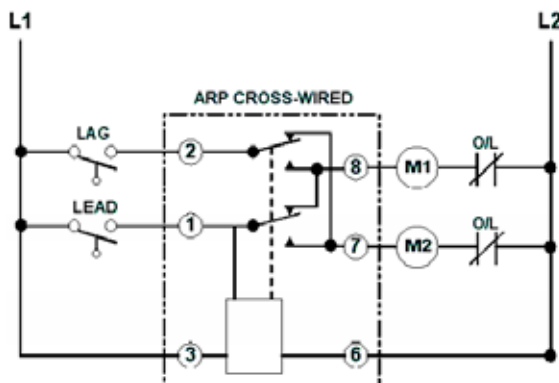 L1
L2
ARP CROSS-WIRED
LAG
2
8
M1
O/L
LEAD
1
7
M2
O/L
3
6